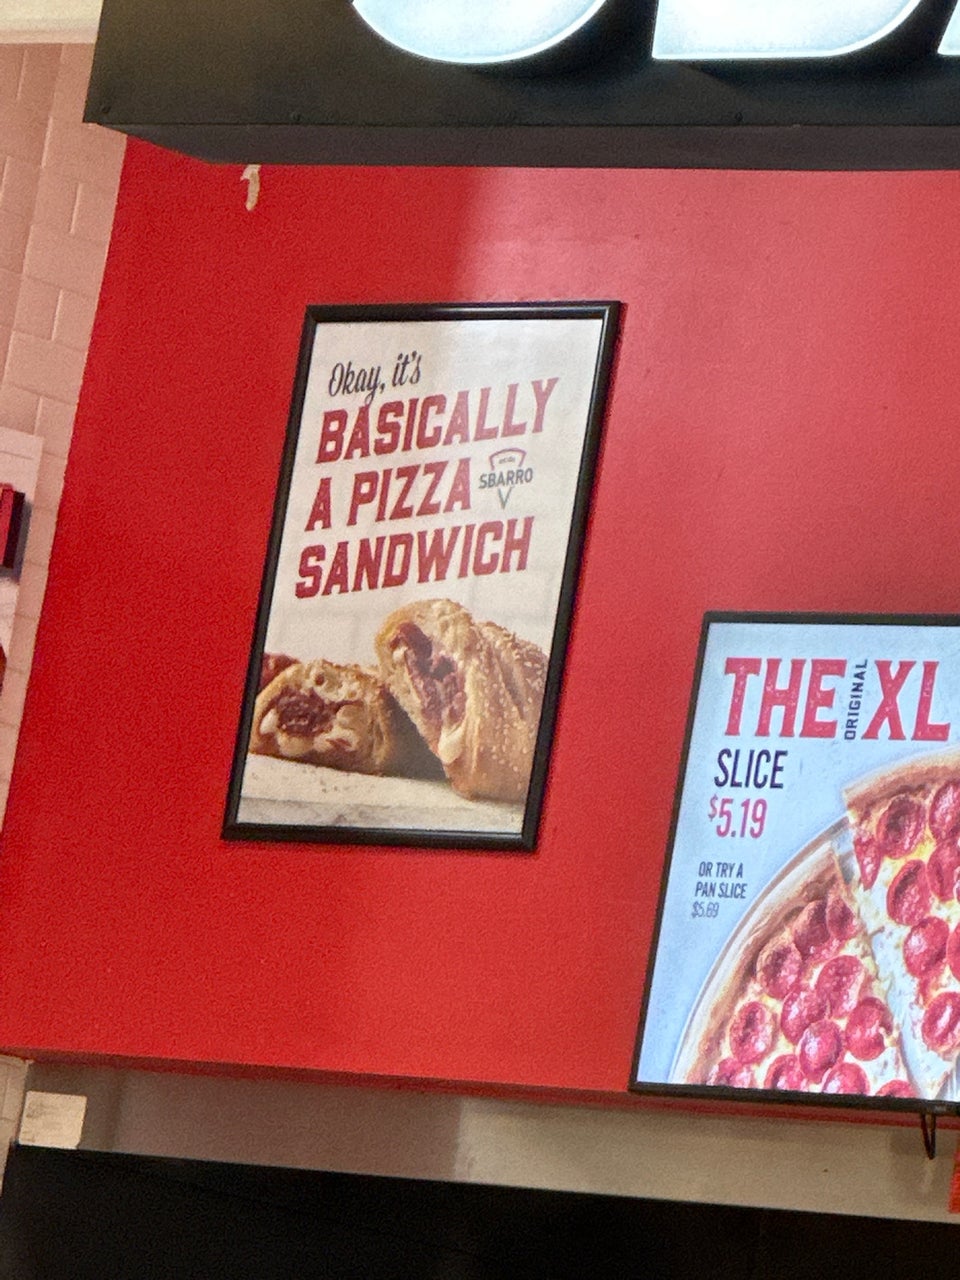 Okay, it's
BASICALLY
A PIZZA
SBARRO
SANDWICH
THE ORIGINAL XL
SLICE
$5.19
OR TRY A
PAN SLICE
$5.69